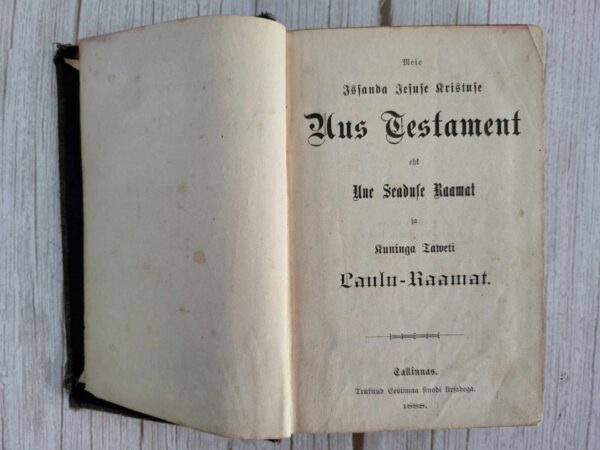 Meie
Issanda Jesuse Kristuse
Uus Testament
ehk
Uue Seaduse Raamat
ja
Kuninga Taweti
Laulu-Raamat.
Tallinnas.
Trükitud Eestimaa sinodi kirjadega.
1888.